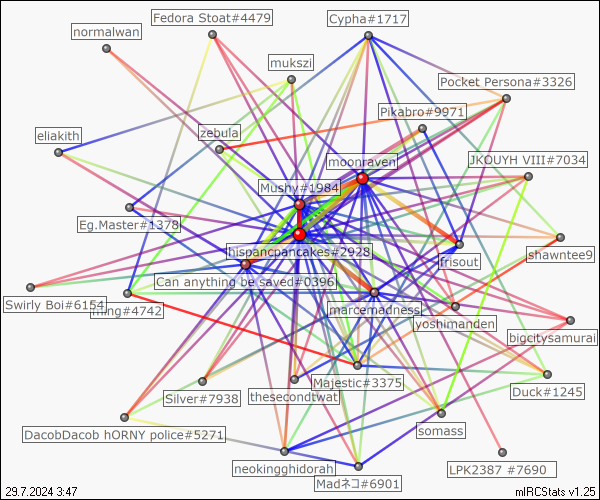 Fedora Stoat#4479
Cypha#1717
normalwan
mukszi
Pocket Persona#3326
Pikabro#9971
zebula
eliakith
moonraven
JKOUYH VIII#7034
Mushy#1984
Eg.Master#1378
hispancpancakes#2928
shawntee9
frisout
Can anything be saved#0396
Swirly Boi#6154
ming#4742
marcemadness
yoshimanden
bigcitysamurai
Majestic#3375
Silver#7938
thesecondtwat
Duck#1245
somass
DacobDacob hORNY police#5271
neokingghidorah
LPK2387 #7690
Madネコ#6901
29.7.2024 3:47
mIRCStats v1.25